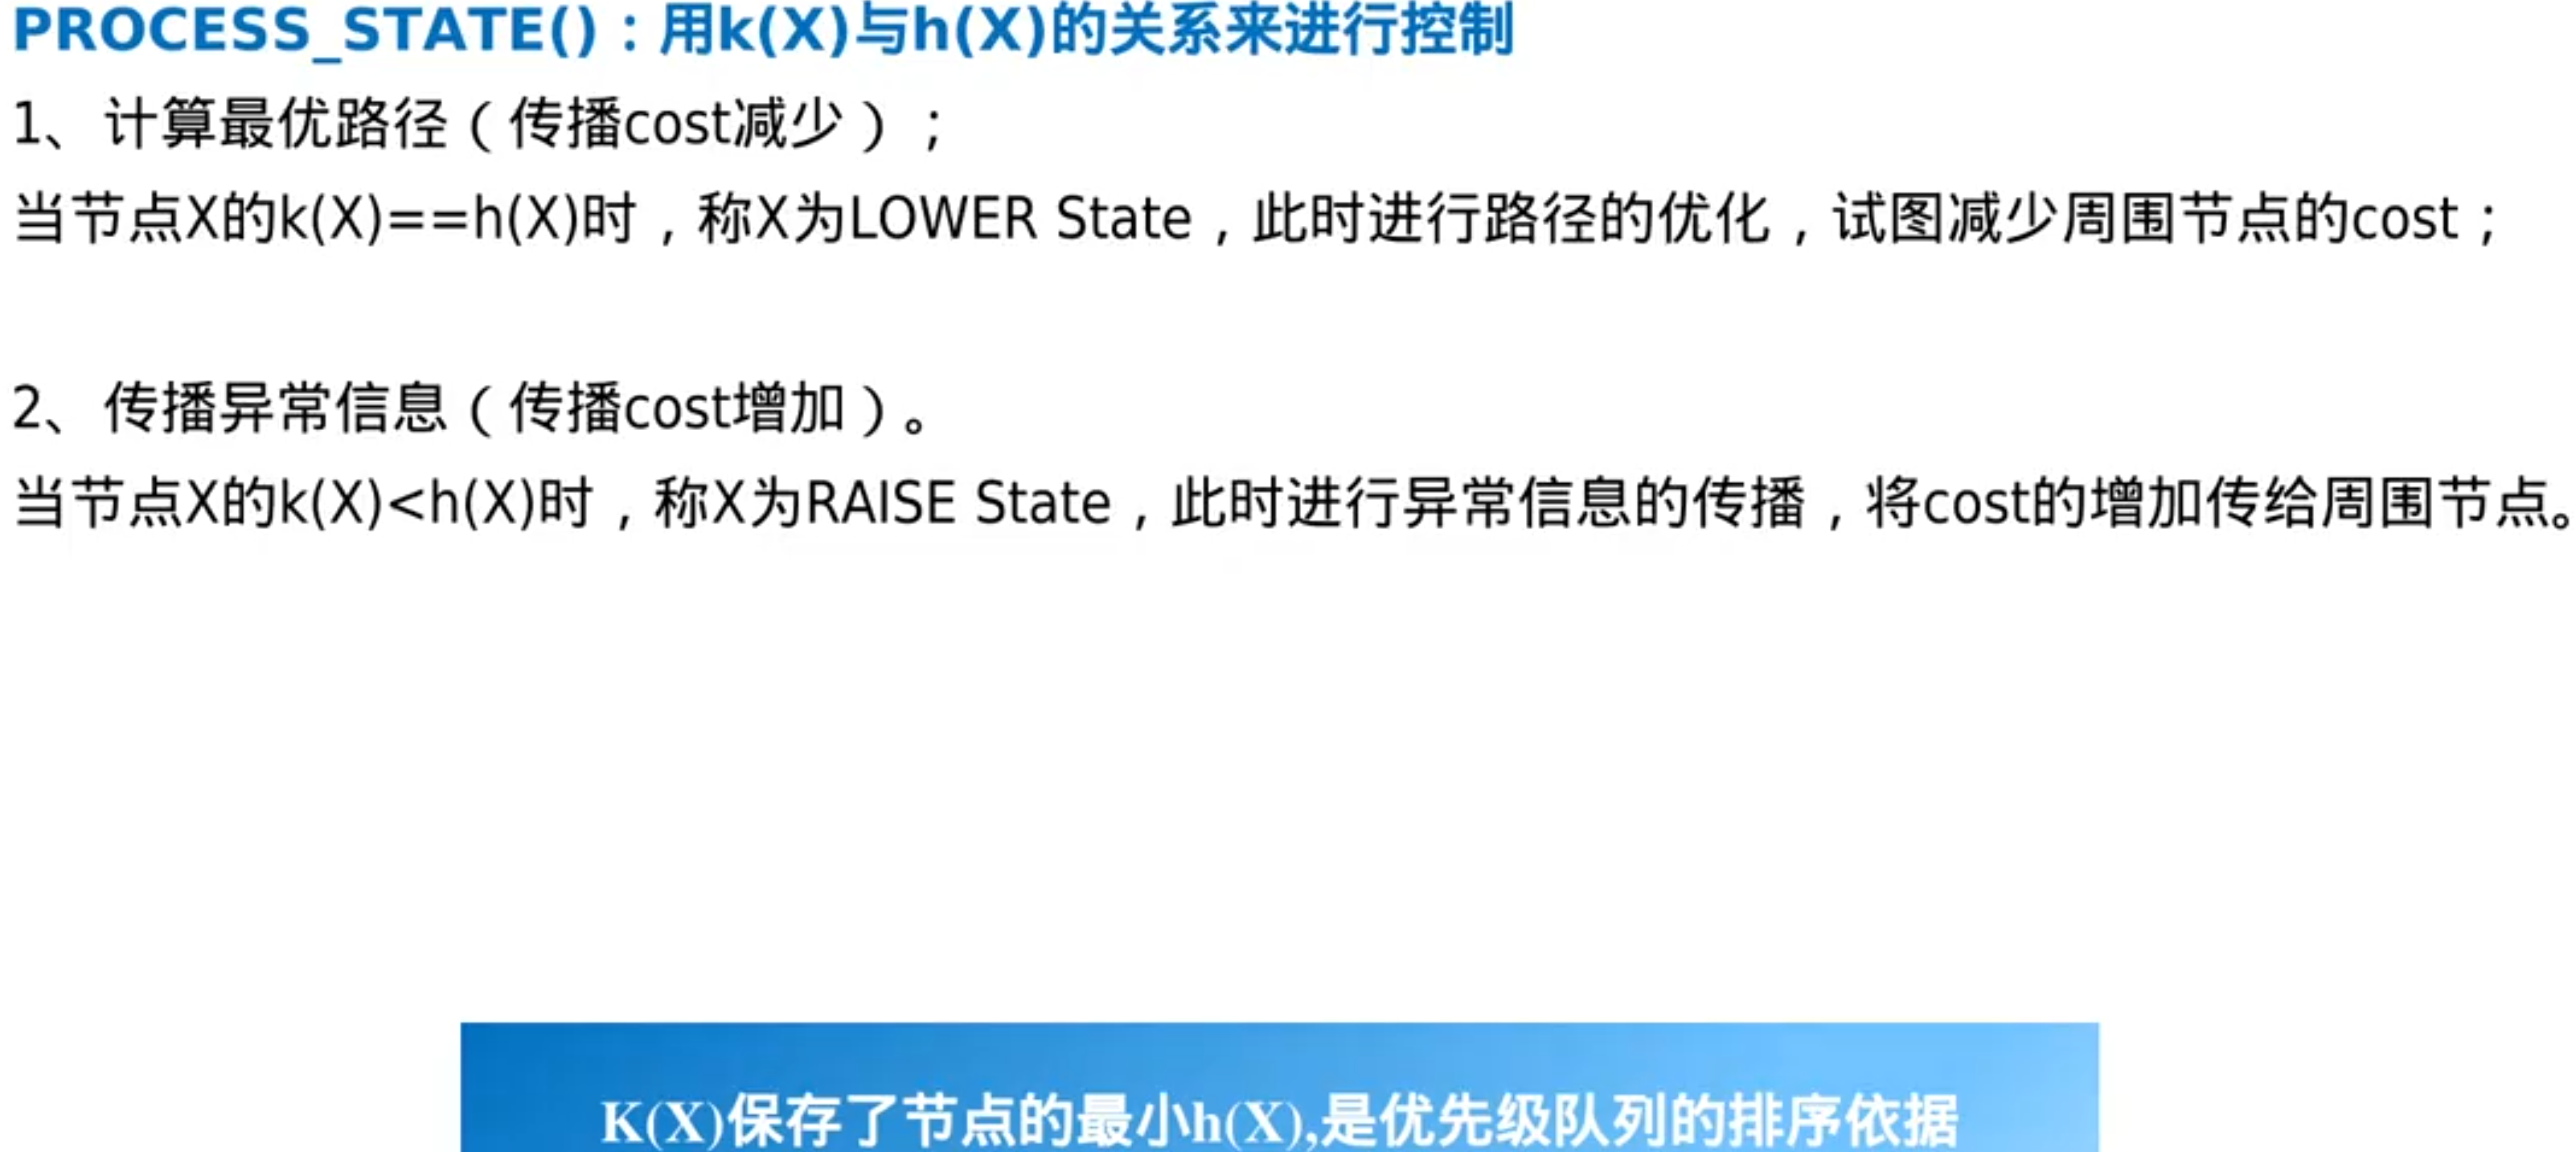 PROCESS_STATE()：用k(X)与h(X)的关系来进行控制
1、计算最优路径（传播cost减少）；
当节点X的k(X)==h(X)时，称X为LOWER State，此时进行路径的优化，试图减少周围节点的cost；
2、传播异常信息（传播cost增加）。
当节点X的k(X)<h(X)时，称X为RAISE State，此时进行异常信息的传播，将cost的增加传给周围节点。
K(X)保存了节点的最小h(X),是优先级队列的排序依据